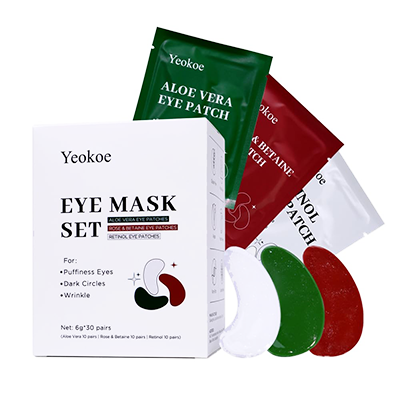 Yeokoe
ALOE VERA
EYE PATCH
Yeokoe
& BETAINE
PATCH
NOL
PATCH
Yeokoe
EYE MASK
SET
ALOE VERA EYE PATCHES
ROSE & BETAINE EYE PATCHES
RETINOL EYE PATCHES
For:
•Puffiness Eyes
•Dark Circles
•Wrinkle
Net: 6g*30 pairs
(Aloe Vera 10 pairs | Rose & Betaine 10 pairs | Retinol 10 pairs)